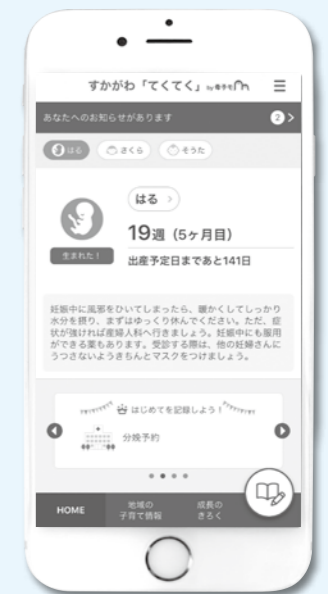 すかがわ「てくてく」by母子モ
あなたへのお知らせがあります 2
はる さくら そうた
はる
19週（5ヶ月目）
生まれた！
出産予定日まであと141日
妊娠中に風邪をひいてしまったら、暖かくしてしっかり
水分を摂り、まずはゆっくり休んでください。ただ、症
状が強ければ産婦人科へ行きましょう。妊娠中にも服用
ができる薬もあります。受診する際は、他の妊婦さんに
うつさないようきちんとマスクをつけましょう。
はじめてを記録しよう！
分娩予約
HOME
地域の
子育て情報
成長の
きろく